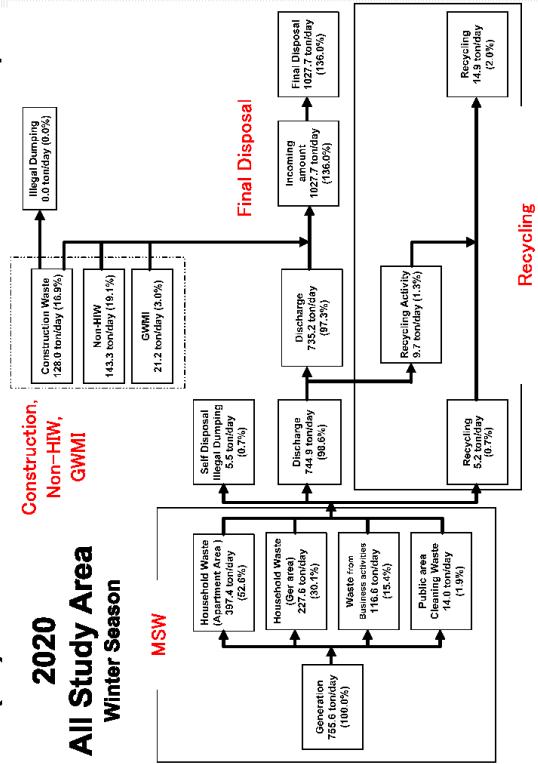 2020
All Study Area
Winter Season
Construction,
Non-HIW,
GWMI
Construction Waste
128.0 ton/day (16.9%)
Non-HIW
143.3 ton/day (19.1%)
GWMI
21.2 ton/day (3.0%)
Illegal Dumping
0.0 ton/day (0.0%)
MSW
Generation
755.6 ton/day
(100.0%)
Household Waste
(Apartment Area )
397.4 ton/day
(52.6%)
Household Waste
(Ger area)
227.6 ton/day
(30.1%)
Waste from
Business activities
116.6 ton/day
(15.4%)
Public area
Cleaning Waste
14.0 ton/day
(1.9%)
Self Disposal
Illegal Dumping
5.5 ton/day
(0.7%)
Discharge
744.9 ton/day
(98.6%)
Recycling
5.2 ton/day
(0.7%)
Discharge
735.2 ton/day
(97.3%)
Recycling Activity
9.7 ton/day (1.3%)
Final Disposal
Incoming
amount
1027.7 ton/day
(136.0%)
Final Disposal
1027.7 ton/day
(136.0%)
Recycling
14.9 ton/day
(2.0%)
Recycling